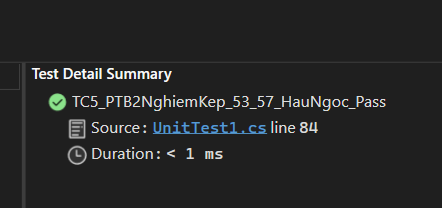 Test Detail Summary
TC5_PTB2NghiemKep_53_57_HauNgoc_Pass
Source: UnitTest1.cs line 84
Duration: < 1 ms